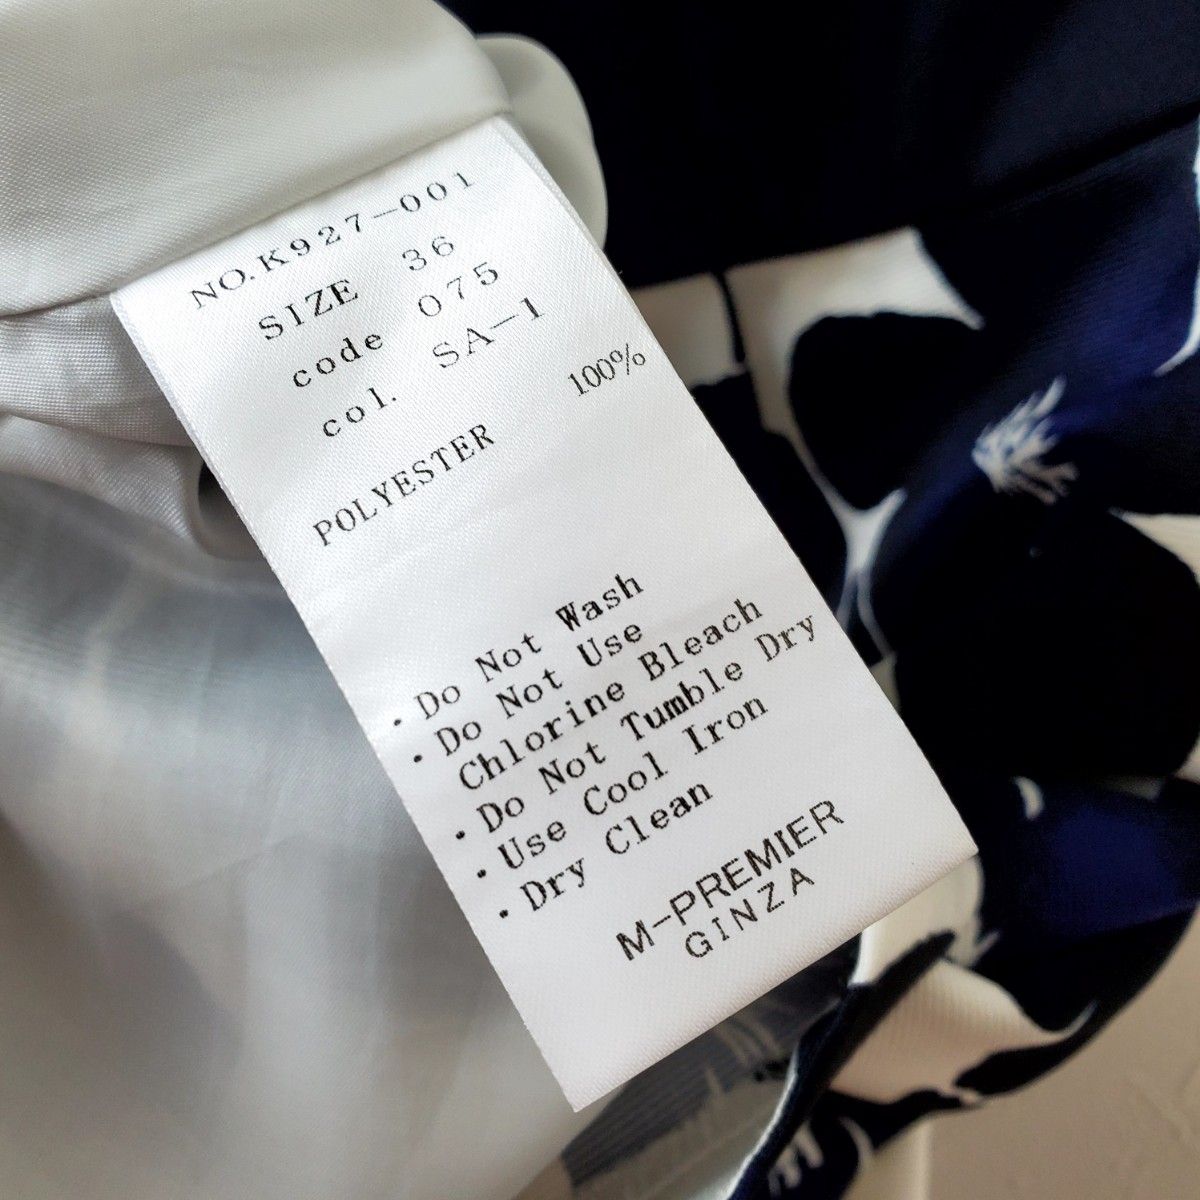 NO.K927-001
SIZE 36
code 075
col. SA-1
POLYESTER 100%
・Do Not Wash
・Do Not Use
Chlorine Bleach
・Do Not Tumble Dry
・Use Cool Iron
・Dry Clean
M-PREMIER
GINZA